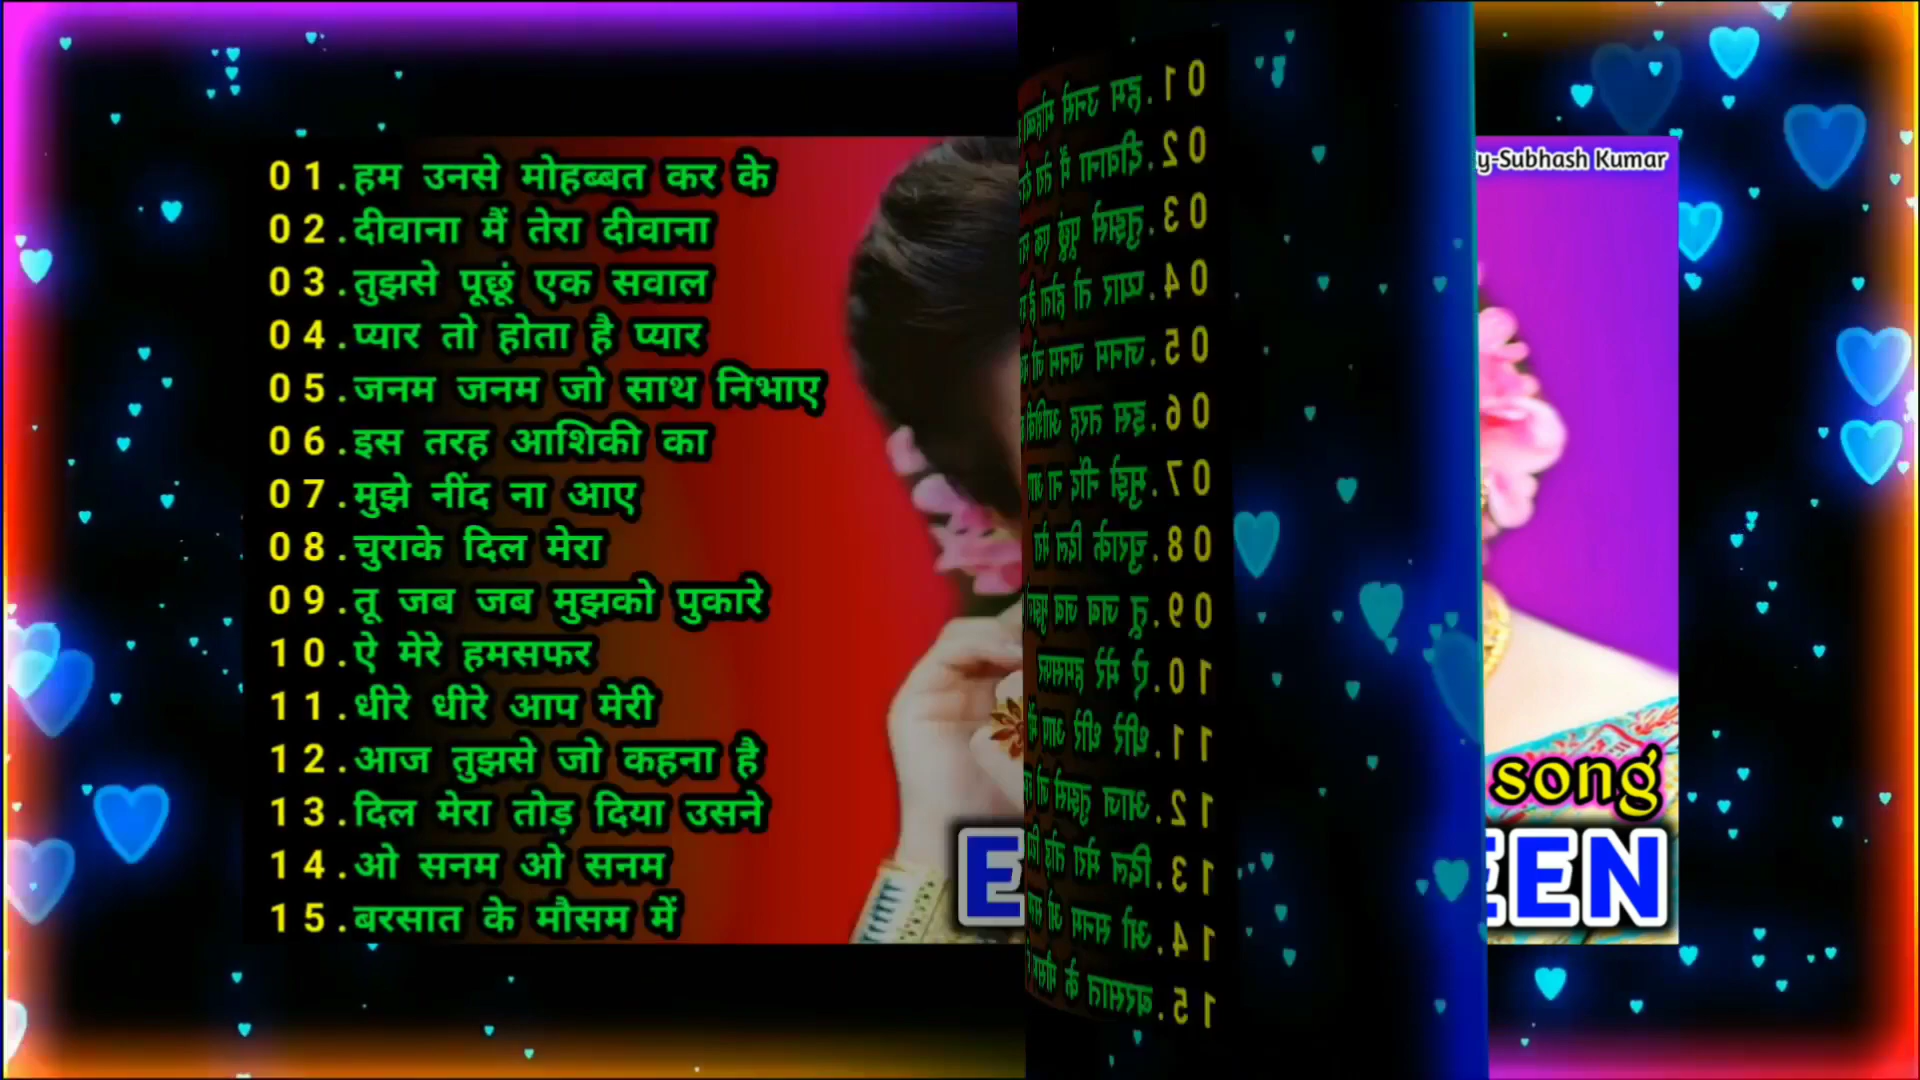 01.हम उनसे मोहब्बत कर के
02.दीवाना मैं तेरा दीवाना
03.तुझसे पूछूं एक सवाल
04.प्यार तो होता है प्यार
05.जनम जनम जो साथ निभाए
06.इस तरह आशिकी का
07.मुझे नींद ना आए
08.चुराके दिल मेरा
09.तू जब जब मुझको पुकारे
10.ऐ मेरे हमसफर
11.धीरे धीरे आप मेरी
12.आज तुझसे जो कहना है
13.दिल मेरा तोड़ दिया उसने
14.ओ सनम ओ सनम
15.बरसात के मौसम में
y-Subhash Kumar
song
EEN